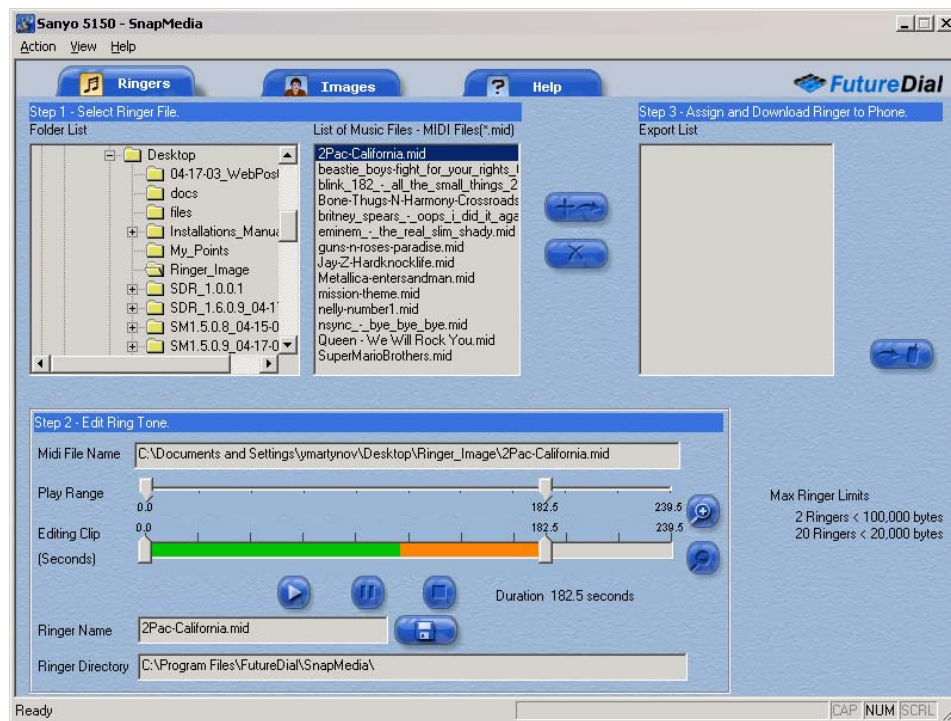 Sanyo 5150 - SnapMedia
Action View Help
Ringers
Images
? Help
FutureDial
Step 1 - Select Ringer File.
Folder List
Desktop
04-17-03_WebPost
docs
files
Installations_Manua
My_Points
Ringer_Image
SDR_1.0.0.1
SDR_1.6.0.9_04-1
SM1.5.0.8_04-15-0
SM1.5.0.9_04-17-0
List of Music Files - MIDI Files(*.mid)
2Pac-California.mid
beastie_boys-fight_for_your_rights_
blink_182_-_all_the_small_things_2
Bone-Thugs-N-Harmony-Crossroads
britney_spears_-_oops_i_did_it_aga
eminem_-_the_real_slim_shady.mid
guns-n-roses-paradise.mid
Jay-Z-Hardknocklife.mid
Metallica-entersandman.mid
mission-theme.mid
nelly-number1.mid
nsync_-_bye_bye_bye.mid
Queen - We Will Rock You.mid
SuperMarioBrothers.mid
Step 3 - Assign and Download Ringer to Phone.
Export List
Step 2 - Edit Ring Tone.
Midi File Name C:\Documents and Settings\ymartynov\Desktop\Ringer_Image\2Pac-California.mid
Play Range
0.0 182.5 239.5
Editing Clip
(Seconds)
0.0 182.5 239.5
Duration 182.5 seconds
Ringer Name 2Pac-California.mid
Ringer Directory C:\Program Files\FutureDial\SnapMedia\
Max Ringer Limits
2 Ringers < 100,000 bytes
20 Ringers < 20,000 bytes
Ready
CAP NUM SCRL